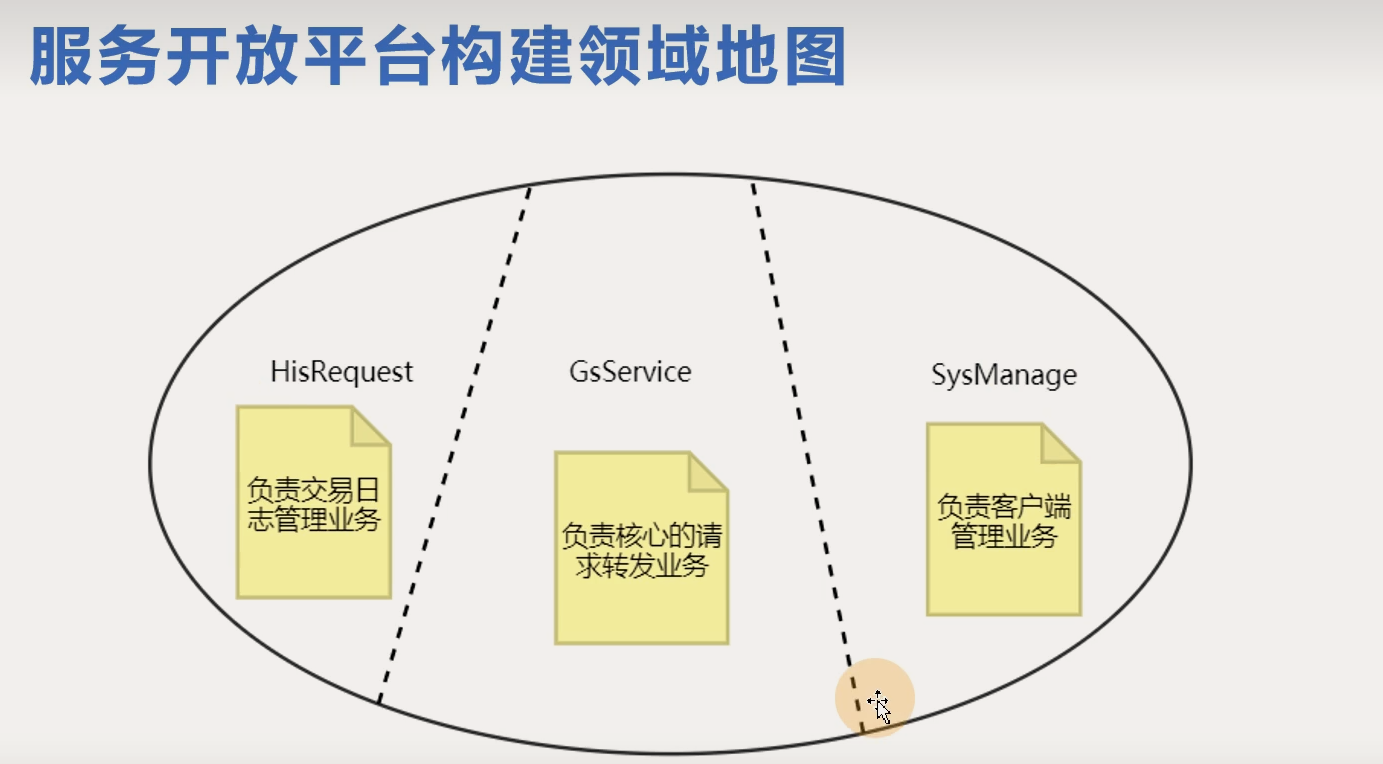 服务开放平台构建领域地图
HisRequest
GsService
SysManage
负责交易日
志管理业务
负责核心的请
求转发业务
负责客户端
管理业务